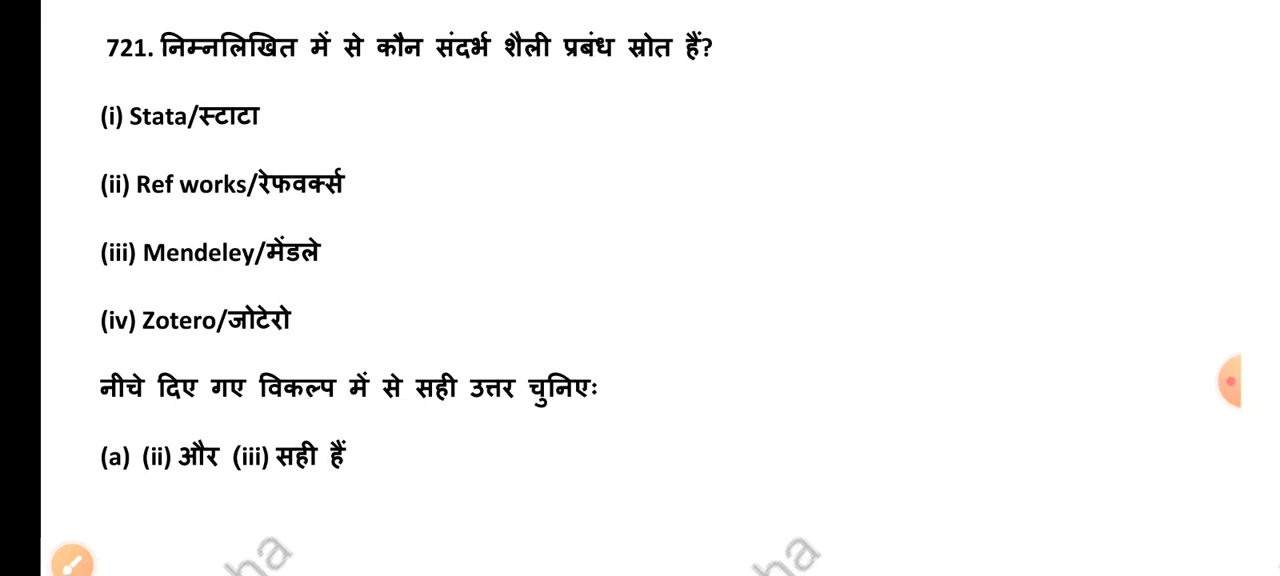 721. निम्नलिखित में से कौन संदर्भ शैली प्रबंध स्रोत हैं?
(i) Stata/स्टाटा
(ii) Ref works/रेफवर्क्स
(iii) Mendeley/मेंडले
(iv) Zotero/जोटेरो
नीचे दिए गए विकल्प में से सही उत्तर चुनिएः
(a) (ii) और (iii) सही हैं